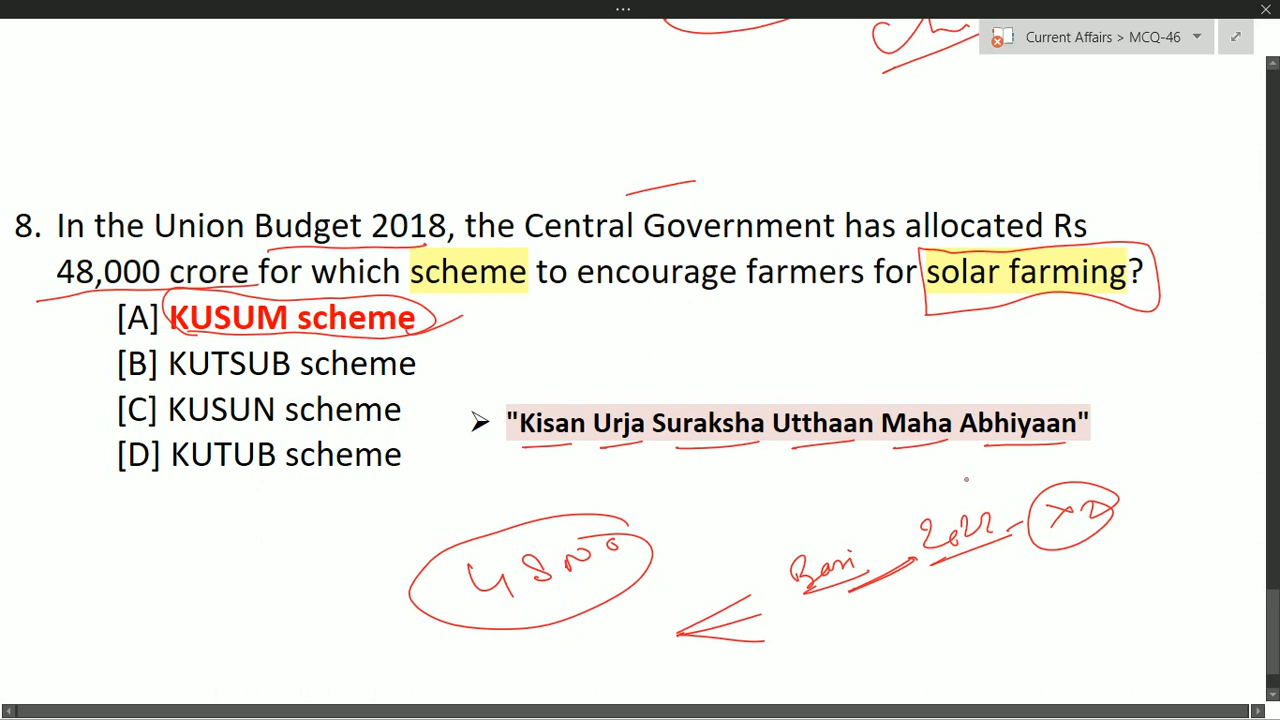 Current Affairs > MCQ-46
8. In the Union Budget 2018, the Central Government has allocated Rs
48,000 crore for which scheme to encourage farmers for solar farming?
[A] KUSUM scheme
[B] KUTSUB scheme
[C] KUSUN scheme
[D] KUTUB scheme
➢ "Kisan Urja Suraksha Utthaan Maha Abhiyaan"
2022